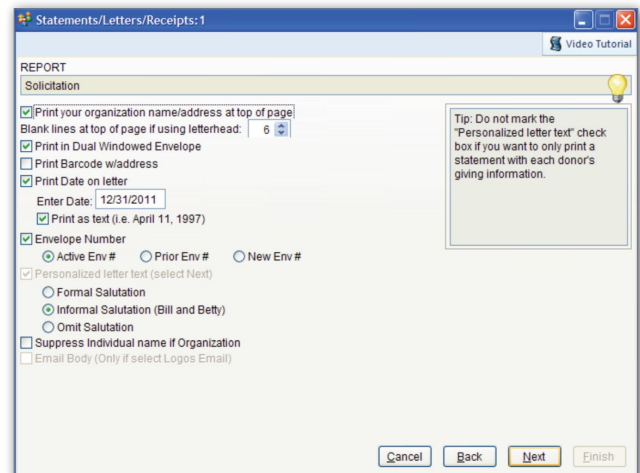 Statements/Letters/Receipts:1
Video Tutorial
REPORT
Solicitation
Print your organization name/address at top of page
Blank lines at top of page if using letterhead: 6
Print in Dual Windowed Envelope
Print Barcode w/address
Print Date on letter
Enter Date: 12/31/2011
Print as text (i.e. April 11, 1997)
Envelope Number
Active Env # Prior Env # New Env #
Personalized letter text (select Next)
Formal Salutation
Informal Salutation (Bill and Betty)
Omit Salutation
Suppress Individual name if Organization
Email Body (Only if select Logos Email)
Tip: Do not mark the
"Personalized letter text" check
box if you want to only print a
statement with each donor's
giving information.
Cancel Back Next Finish